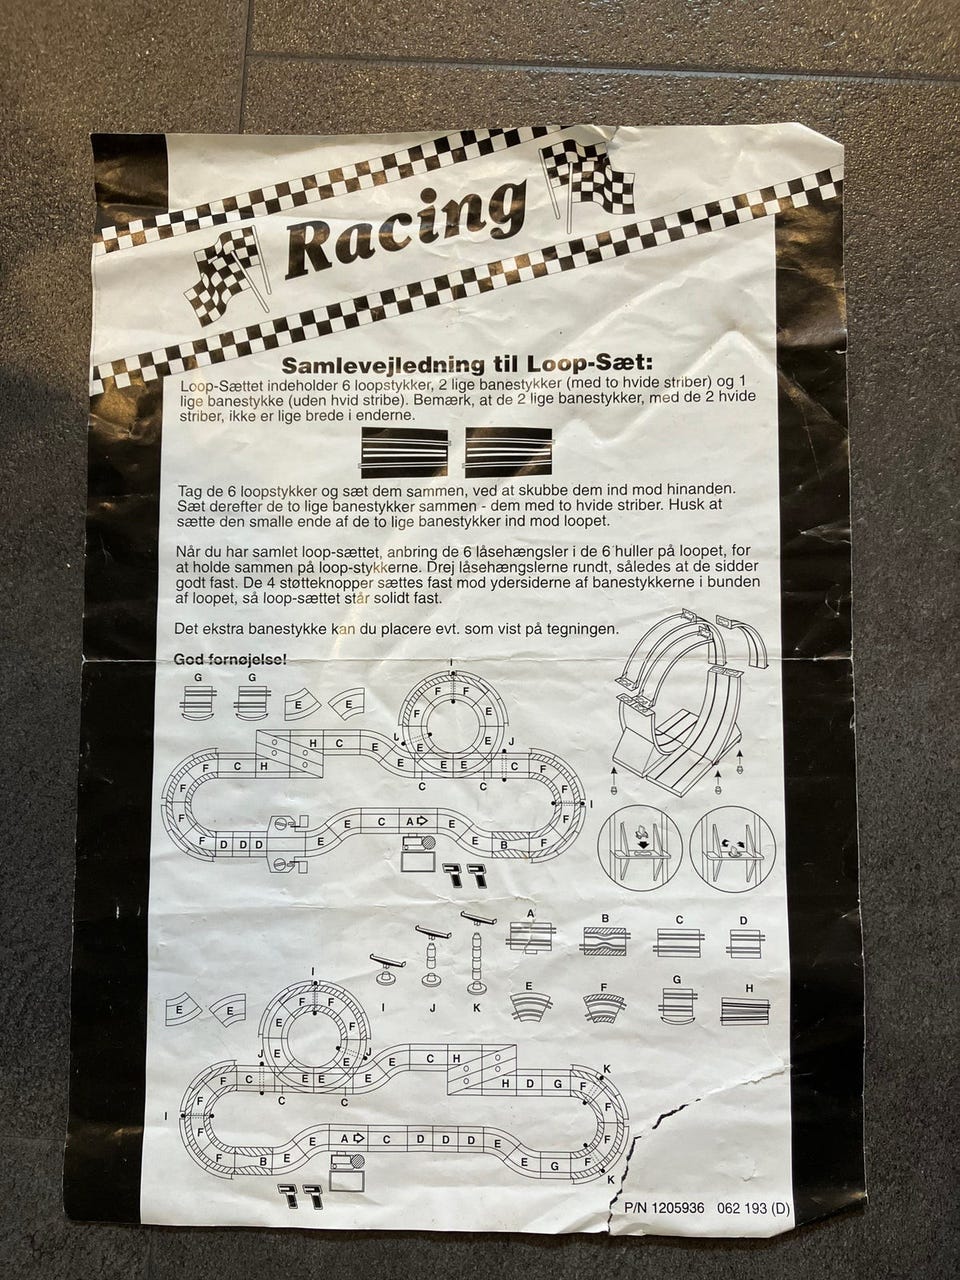 Racing
Samlevejledning til Loop-Sæt:
Loop-Sættet indeholder 6 loopstykker, 2 lige banestykker (med to hvide striber) og 1
lige banestykke (uden hvid stribe). Bemærk, at de 2 lige banestykker, med de 2 hvide
striber, ikke er lige brede i enderne.
Tag de 6 loopstykker og sæt dem sammen, ved at skubbe dem ind mod hinanden.
Sæt derefter de to lige banestykker sammen - dem med to hvide striber. Husk at
sætte den smalle ende af de to lige banestykker ind mod loopet.
Når du har samlet loop-sættet, anbring de 6 låsehængsler i de 6 huller på loopet, for
at holde sammen på loop-stykkerne. Drej låsehængslerne rundt, således at de sidder
godt fast. De 4 støtteknopper sættes fast mod ydersiderne af banestykkerne i bunden
af loopet, så loop-sættet står solidt fast.
Det ekstra banestykke kan du placere evt. som vist på tegningen.
God fornøjelse!
I
G G
E E
F F
F E
J E E J
H C E
F C H E E E C F
C C
F F I
F F
E C A E
F D D D E E B F
A B C D
I J K
E F G H
I
E E
F F
E F
J E E J
E C H
F C E E E H D G F K
C C
F F
I
F F
E A C D D D E
F B E E G F
K
P/N 1205936 062 193 (D)